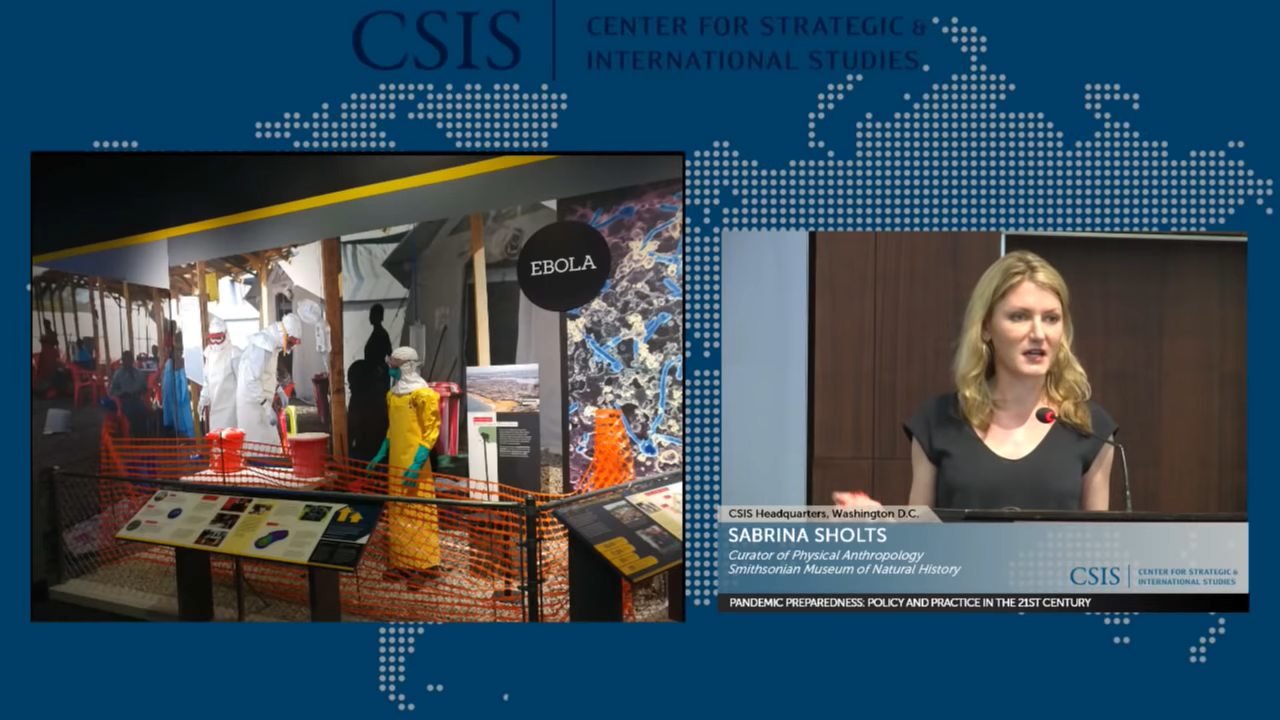 CSIS
CENTER FOR STRATEGIC &
INTERNATIONAL STUDIES
EBOLA
CSIS Headquarters, Washington D.C.
SABRINA SHOLTS
Curator of Physical Anthropology
Smithsonian Museum of Natural History
CSIS
CENTER FOR STRATEGIC &
INTERNATIONAL STUDIES
PANDEMIC PREPAREDNESS: POLICY AND PRACTICE IN THE 21ST CENTURY